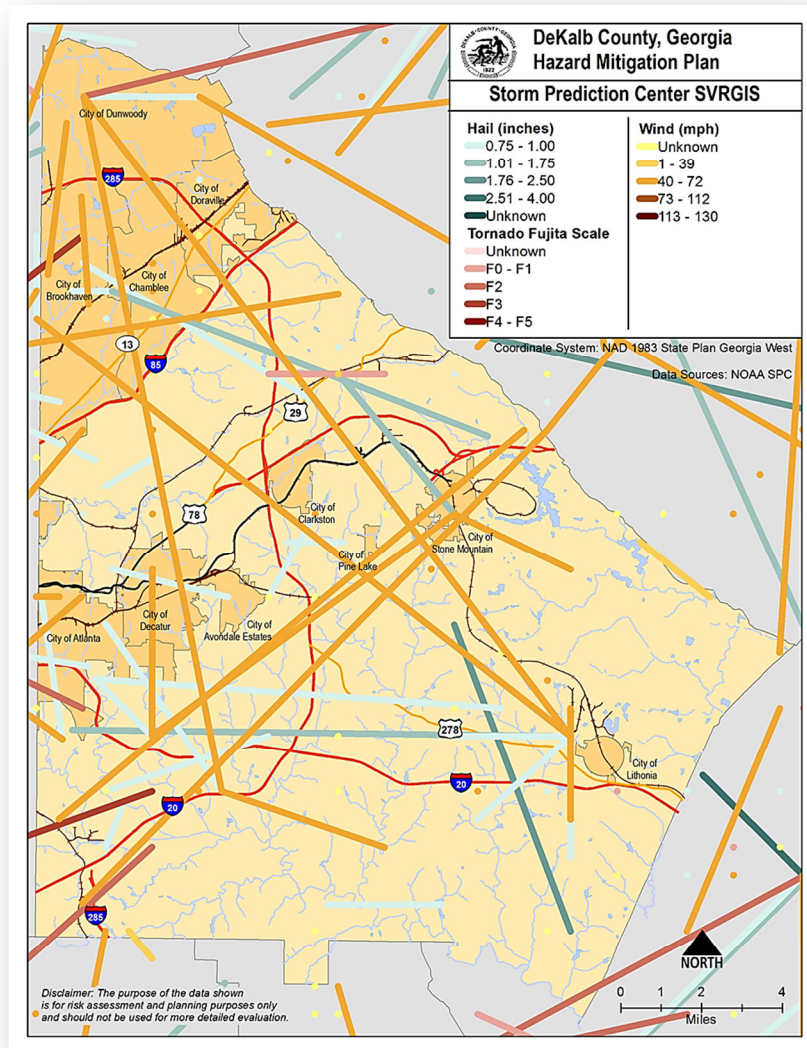 DEKALB COUNTY, GEORGIA
1822
DeKalb County, Georgia
Hazard Mitigation Plan
Storm Prediction Center SVRGIS
Hail (inches)
0.75 - 1.00
1.01 - 1.75
1.76 - 2.50
2.51 - 4.00
Unknown
Tornado Fujita Scale
Unknown
F0 - F1
F2
F3
F4 - F5
Wind (mph)
Unknown
1 - 39
40 - 72
73 - 112
113 - 130
Coordinate System: NAD 1983 State Plan Georgia West
Data Sources: NOAA SPC
City of Dunwoody
285
City of
Doraville
City of
Chamblee
City of
Brookhaven
13
85
29
78
City of
Clarkston
City of
Pine Lake
City of
Stone Mountain
City of
Decatur
City of
Avondale Estates
City of Atlanta
278
City of
Lithonia
20
20
285
NORTH
0 1 2 4
Miles
Disclaimer: The purpose of the data shown
is for risk assessment and planning purposes only
and should not be used for more detailed evaluation.